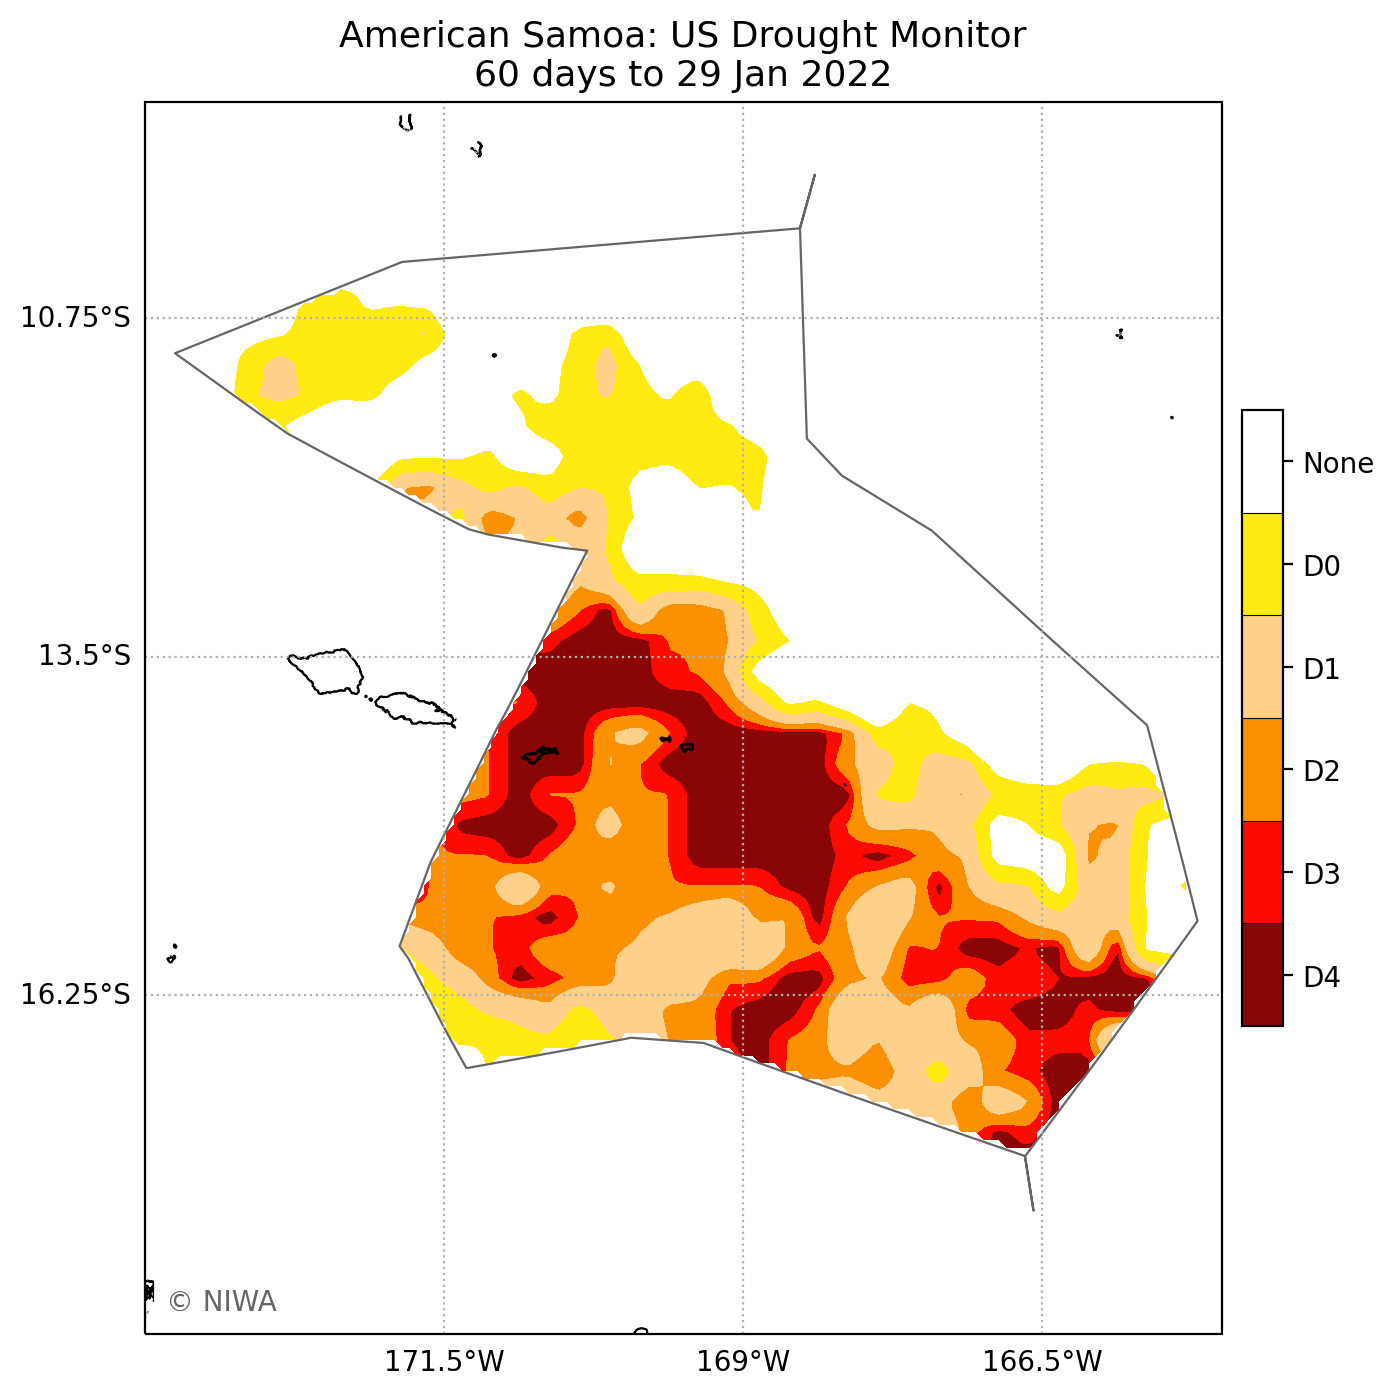 American Samoa: US Drought Monitor
60 days to 29 Jan 2022
10.75°S
13.5°S
16.25°S
171.5°W
169°W
166.5°W
None
D0
D1
D2
D3
D4
© NIWA